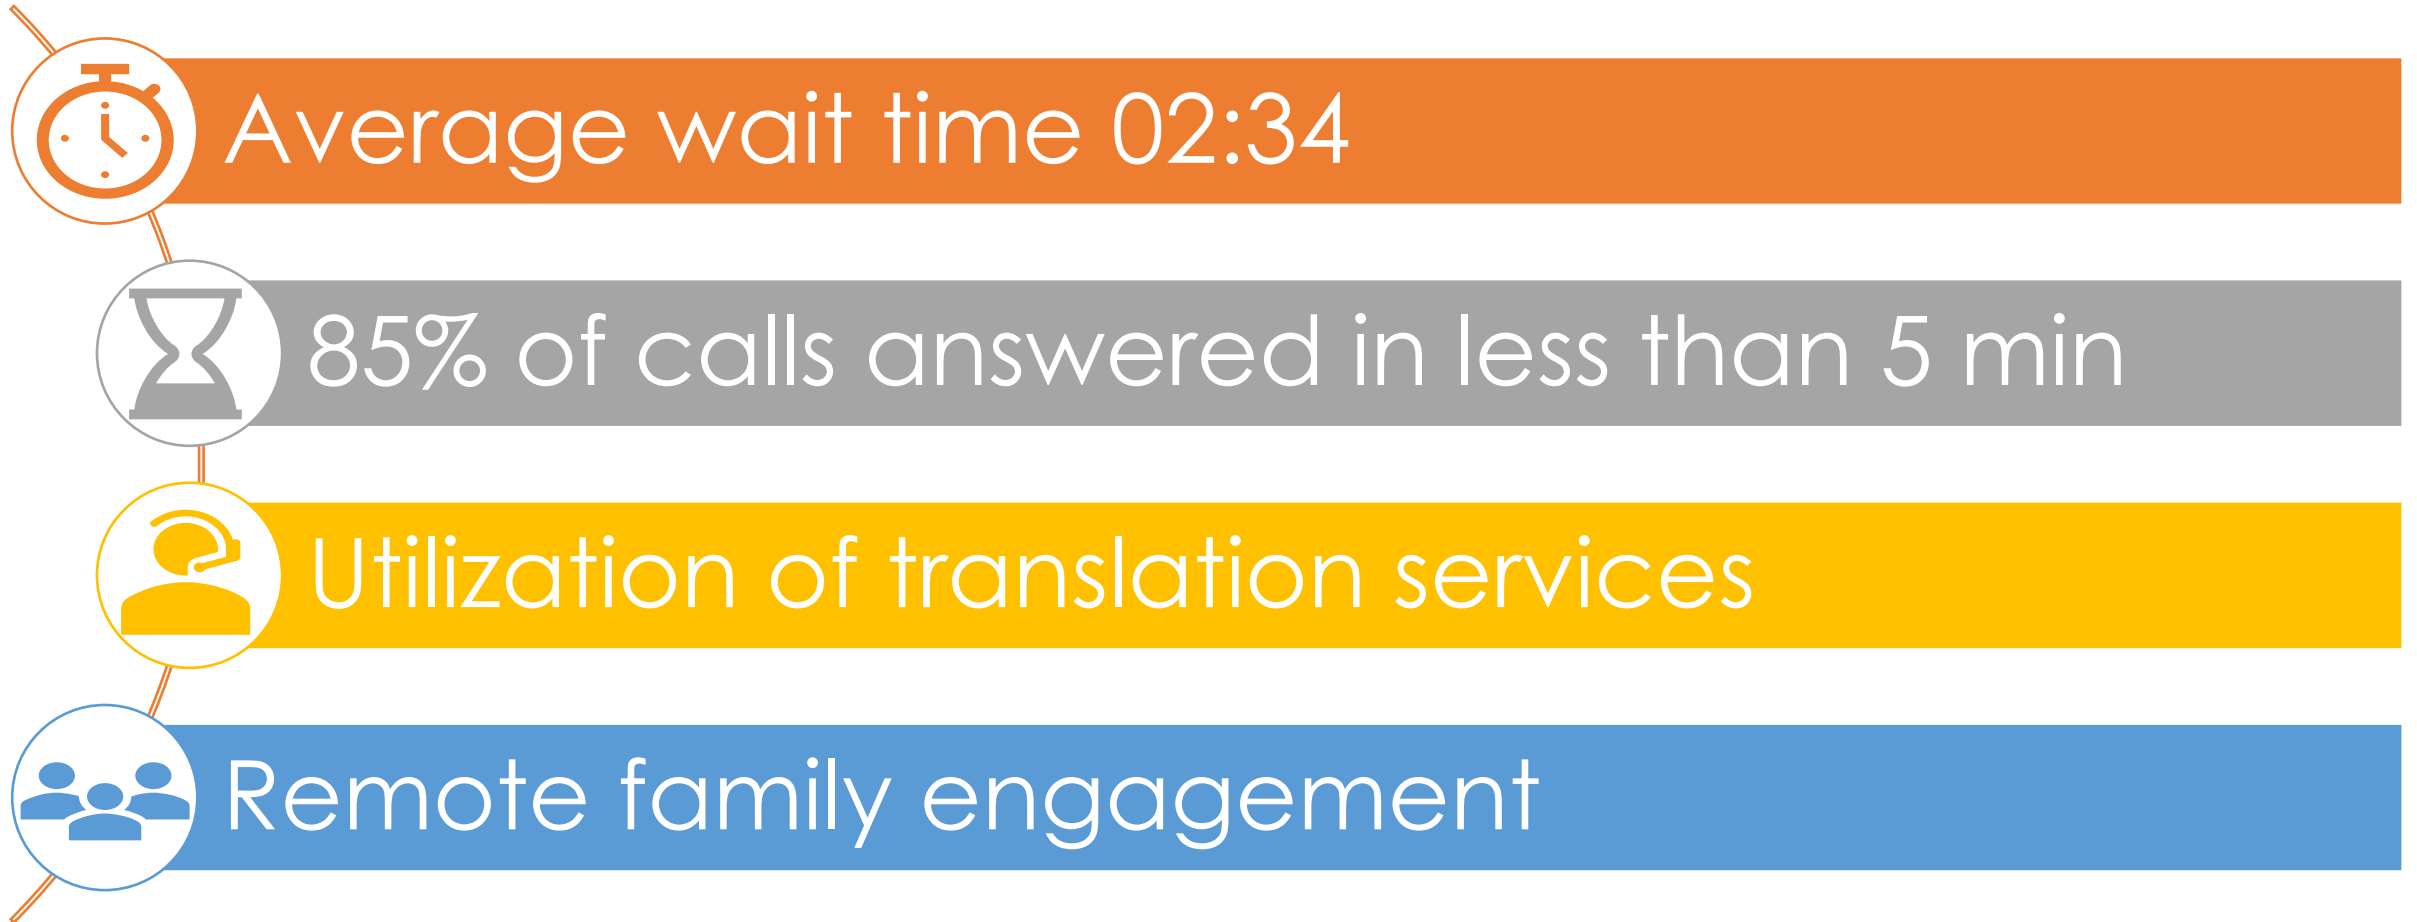 Average wait time 02:34
85% of calls answered in less than 5 min
Utilization of translation services
Remote family engagement